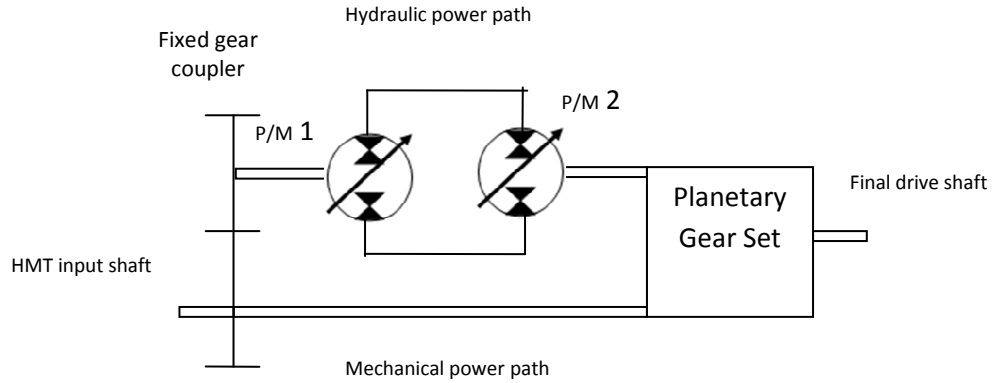 Hydraulic power path
Fixed gear
coupler
P/M 1
P/M 2
Planetary
Gear Set
Final drive shaft
HMT input shaft
Mechanical power path